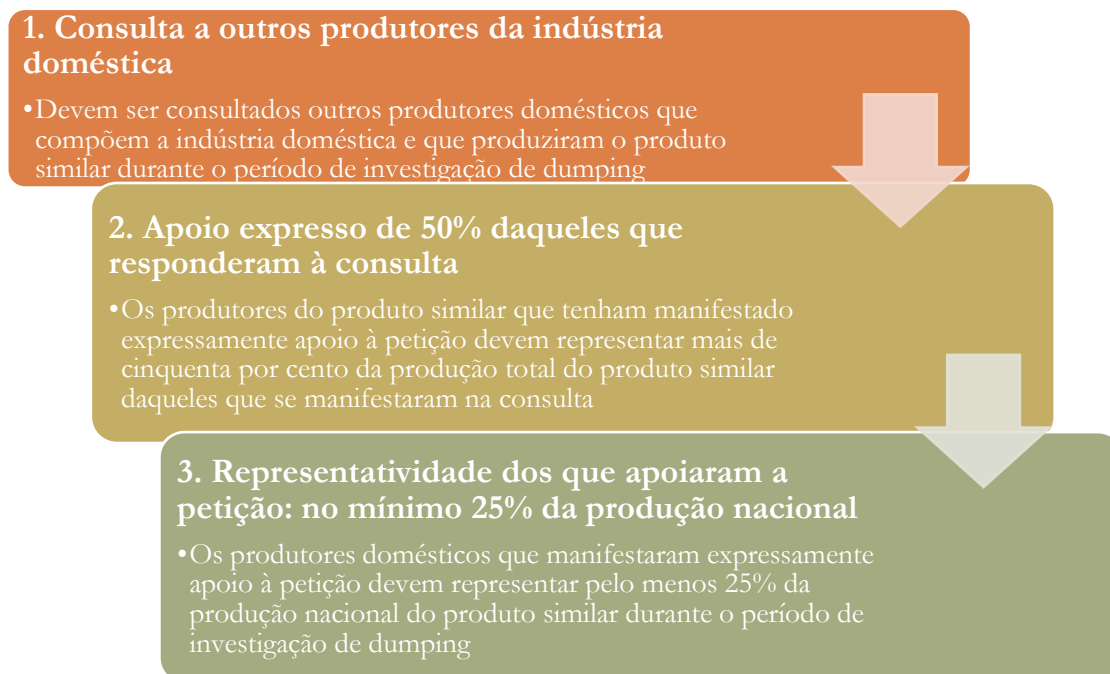 1. Consulta a outros produtores da indústria
doméstica
•Devem ser consultados outros produtores domésticos que
compõem a indústria doméstica e que produziram o produto
similar durante o período de investigação de dumping
2. Apoio expresso de 50% daqueles que
responderam à consulta
•Os produtores do produto similar que tenham manifestado
expressamente apoio à petição devem representar mais de
cinquenta por cento da produção total do produto similar
daqueles que se manifestaram na consulta
3. Representatividade dos que apoiaram a
petição: no mínimo 25% da produção nacional
•Os produtores domésticos que manifestaram expressamente
apoio à petição devem representar pelo menos 25% da
produção nacional do produto similar durante o período de
investigação de dumping